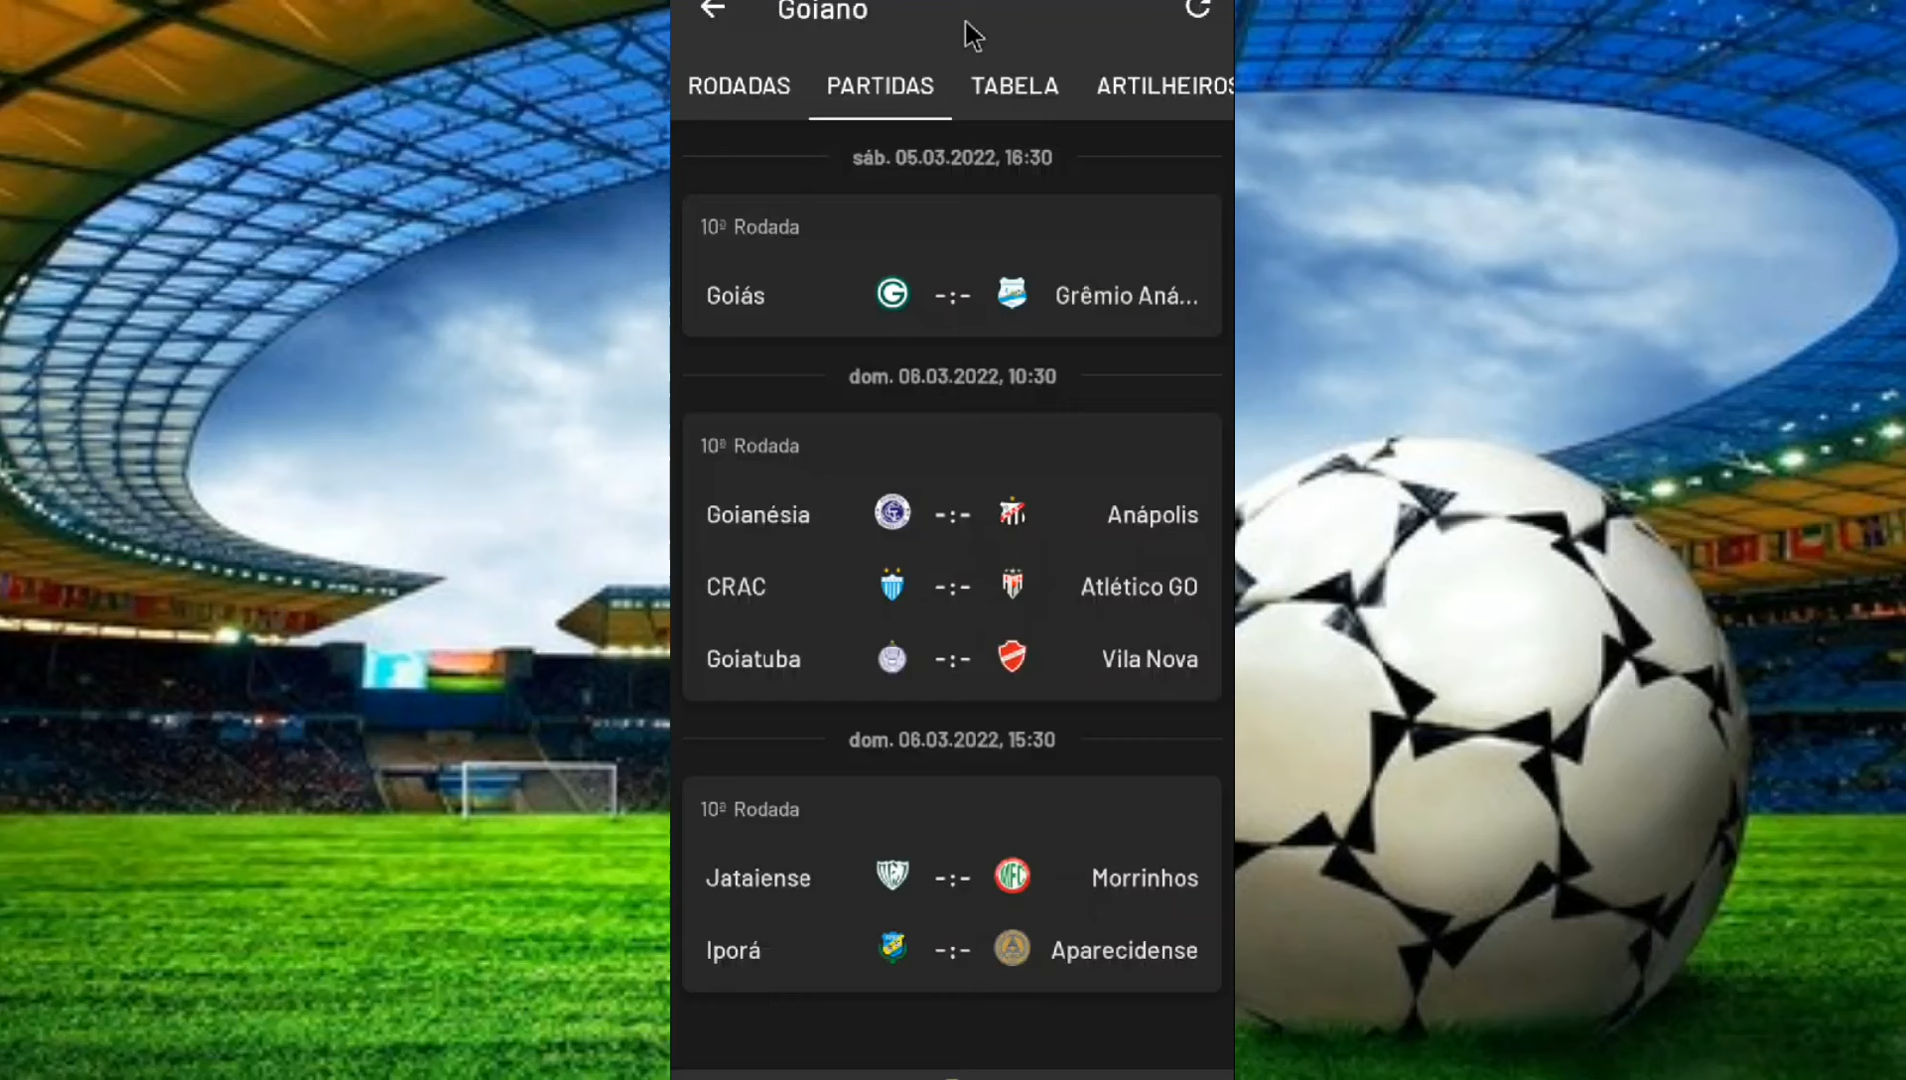 Goiano
RODADAS PARTIDAS TABELA ARTILHEIROS
sáb. 05.03.2022, 16:30
10ª Rodada
Goiás -:- Grêmio Aná...
dom. 06.03.2022, 10:30
10ª Rodada
Goianésia -:- Anápolis
CRAC -:- Atlético GO
Goiatuba -:- Vila Nova
dom. 06.03.2022, 15:30
10ª Rodada
Jataiense -:- Morrinhos
Iporá -:- Aparecidense